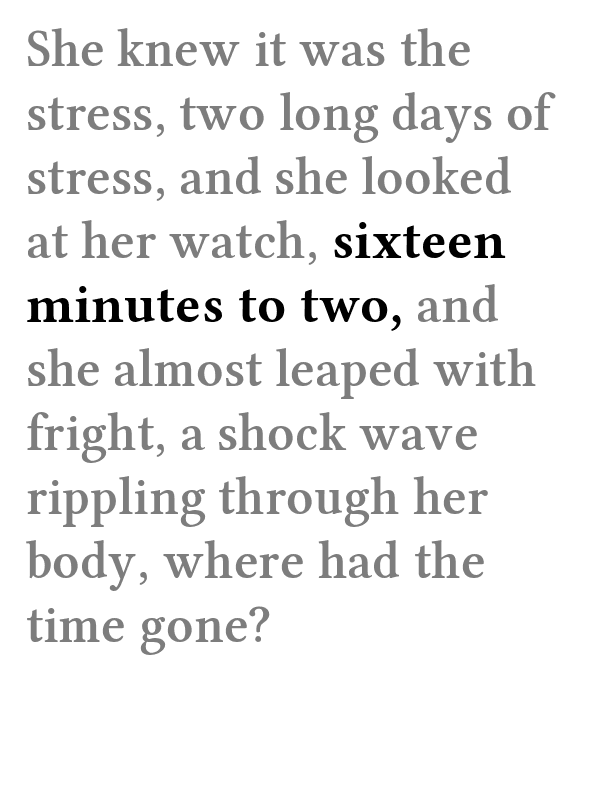 She knew it was the
stress, two long days of
stress, and she looked
at her watch, sixteen
minutes to two, and
she almost leaped with
fright, a shock wave
rippling through her
body, where had the
time gone?